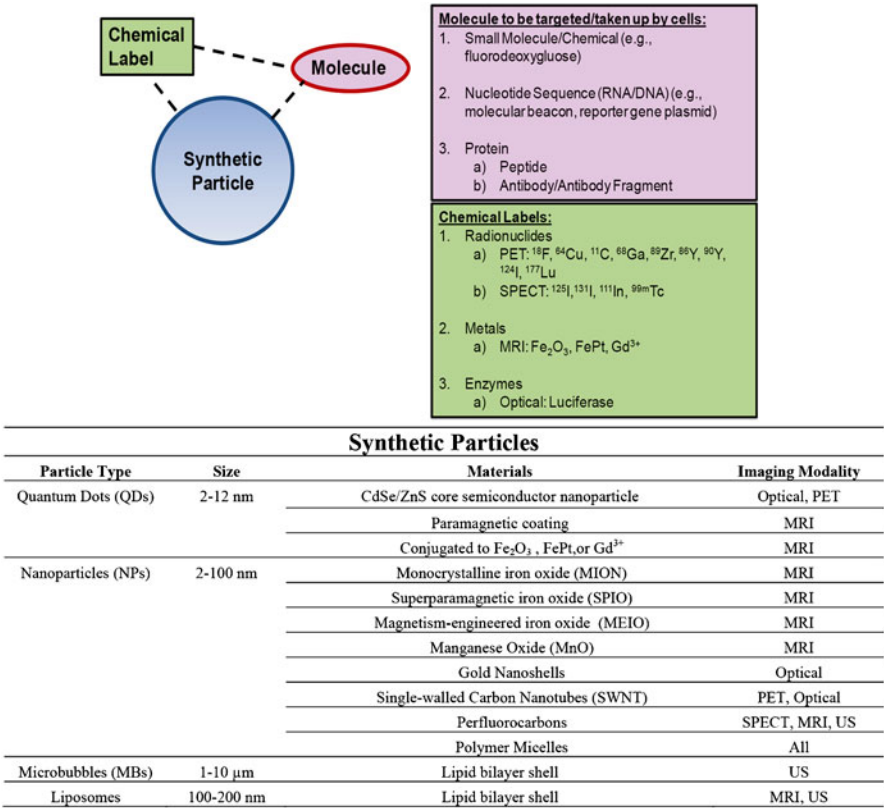 Chemical
Label
Molecule
Synthetic
Particle
Molecule to be targeted/taken up by cells:
1. Small Molecule/Chemical (e.g.,
fluorodeoxygluose)
2. Nucleotide Sequence (RNA/DNA) (e.g.,
molecular beacon, reporter gene plasmid)
3. Protein
a) Peptide
b) Antibody/Antibody Fragment
Chemical Labels:
1. Radionuclides
a) PET: ¹⁸F, ⁶⁴Cu, ¹¹C, ⁶⁸Ga, ⁸⁹Zr, ⁸⁶Y, ⁹⁰Y,
¹²⁴I, ¹⁷⁷Lu
b) SPECT: ¹²⁵I, ¹³¹I, ¹¹¹In, ⁹⁹ᵐTc
2. Metals
a) MRI: Fe₂O₃, FePt, Gd³⁺
3. Enzymes
a) Optical: Luciferase
Synthetic Particles
Particle Type Size Materials Imaging Modality
Quantum Dots (QDs) 2-12 nm CdSe/ZnS core semiconductor nanoparticle Optical, PET
Paramagnetic coating MRI
Conjugated to Fe₂O₃ , FePt,or Gd³⁺ MRI
Nanoparticles (NPs) 2-100 nm Monocrystalline iron oxide (MION) MRI
Superparamagnetic iron oxide (SPIO) MRI
Magnetism-engineered iron oxide (MEIO) MRI
Manganese Oxide (MnO) MRI
Gold Nanoshells Optical
Single-walled Carbon Nanotubes (SWNT) PET, Optical
Perfluorocarbons SPECT, MRI, US
Polymer Micelles All
Microbubbles (MBs) 1-10 µm Lipid bilayer shell US
Liposomes 100-200 nm Lipid bilayer shell MRI, US